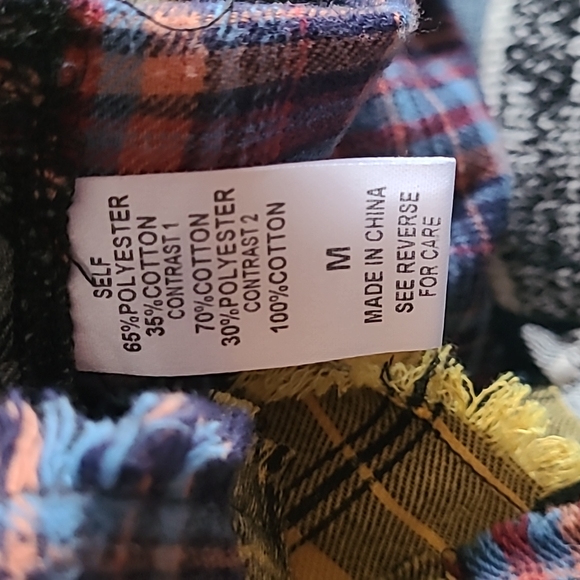 SELF
65%POLYESTER
35%COTTON
CONTRAST 1
70%COTTON
30%POLYESTER
CONTRAST 2
100%COTTON
M
MADE IN CHINA
SEE REVERSE
FOR CARE